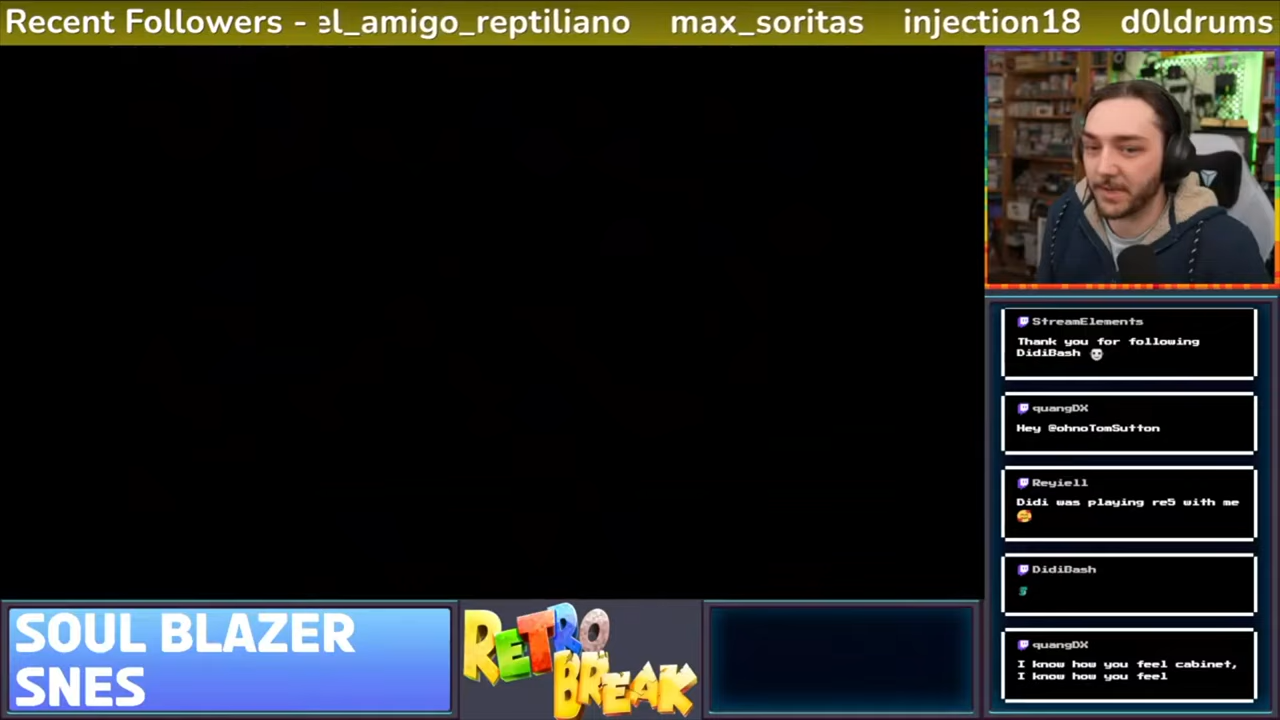 Recent Followers - el_amigo_reptiliano max_soritas injection18 d0ldrums
StreamElements
Thank you for following
DidiBash
quangDX
Hey @ohnoTomSutton
Reyiell
Didi was playing re5 with me
DidiBash
quangDX
I know how you feel cabinet,
I know how you feel
SOUL BLAZER
SNES
RETRO
BREAK